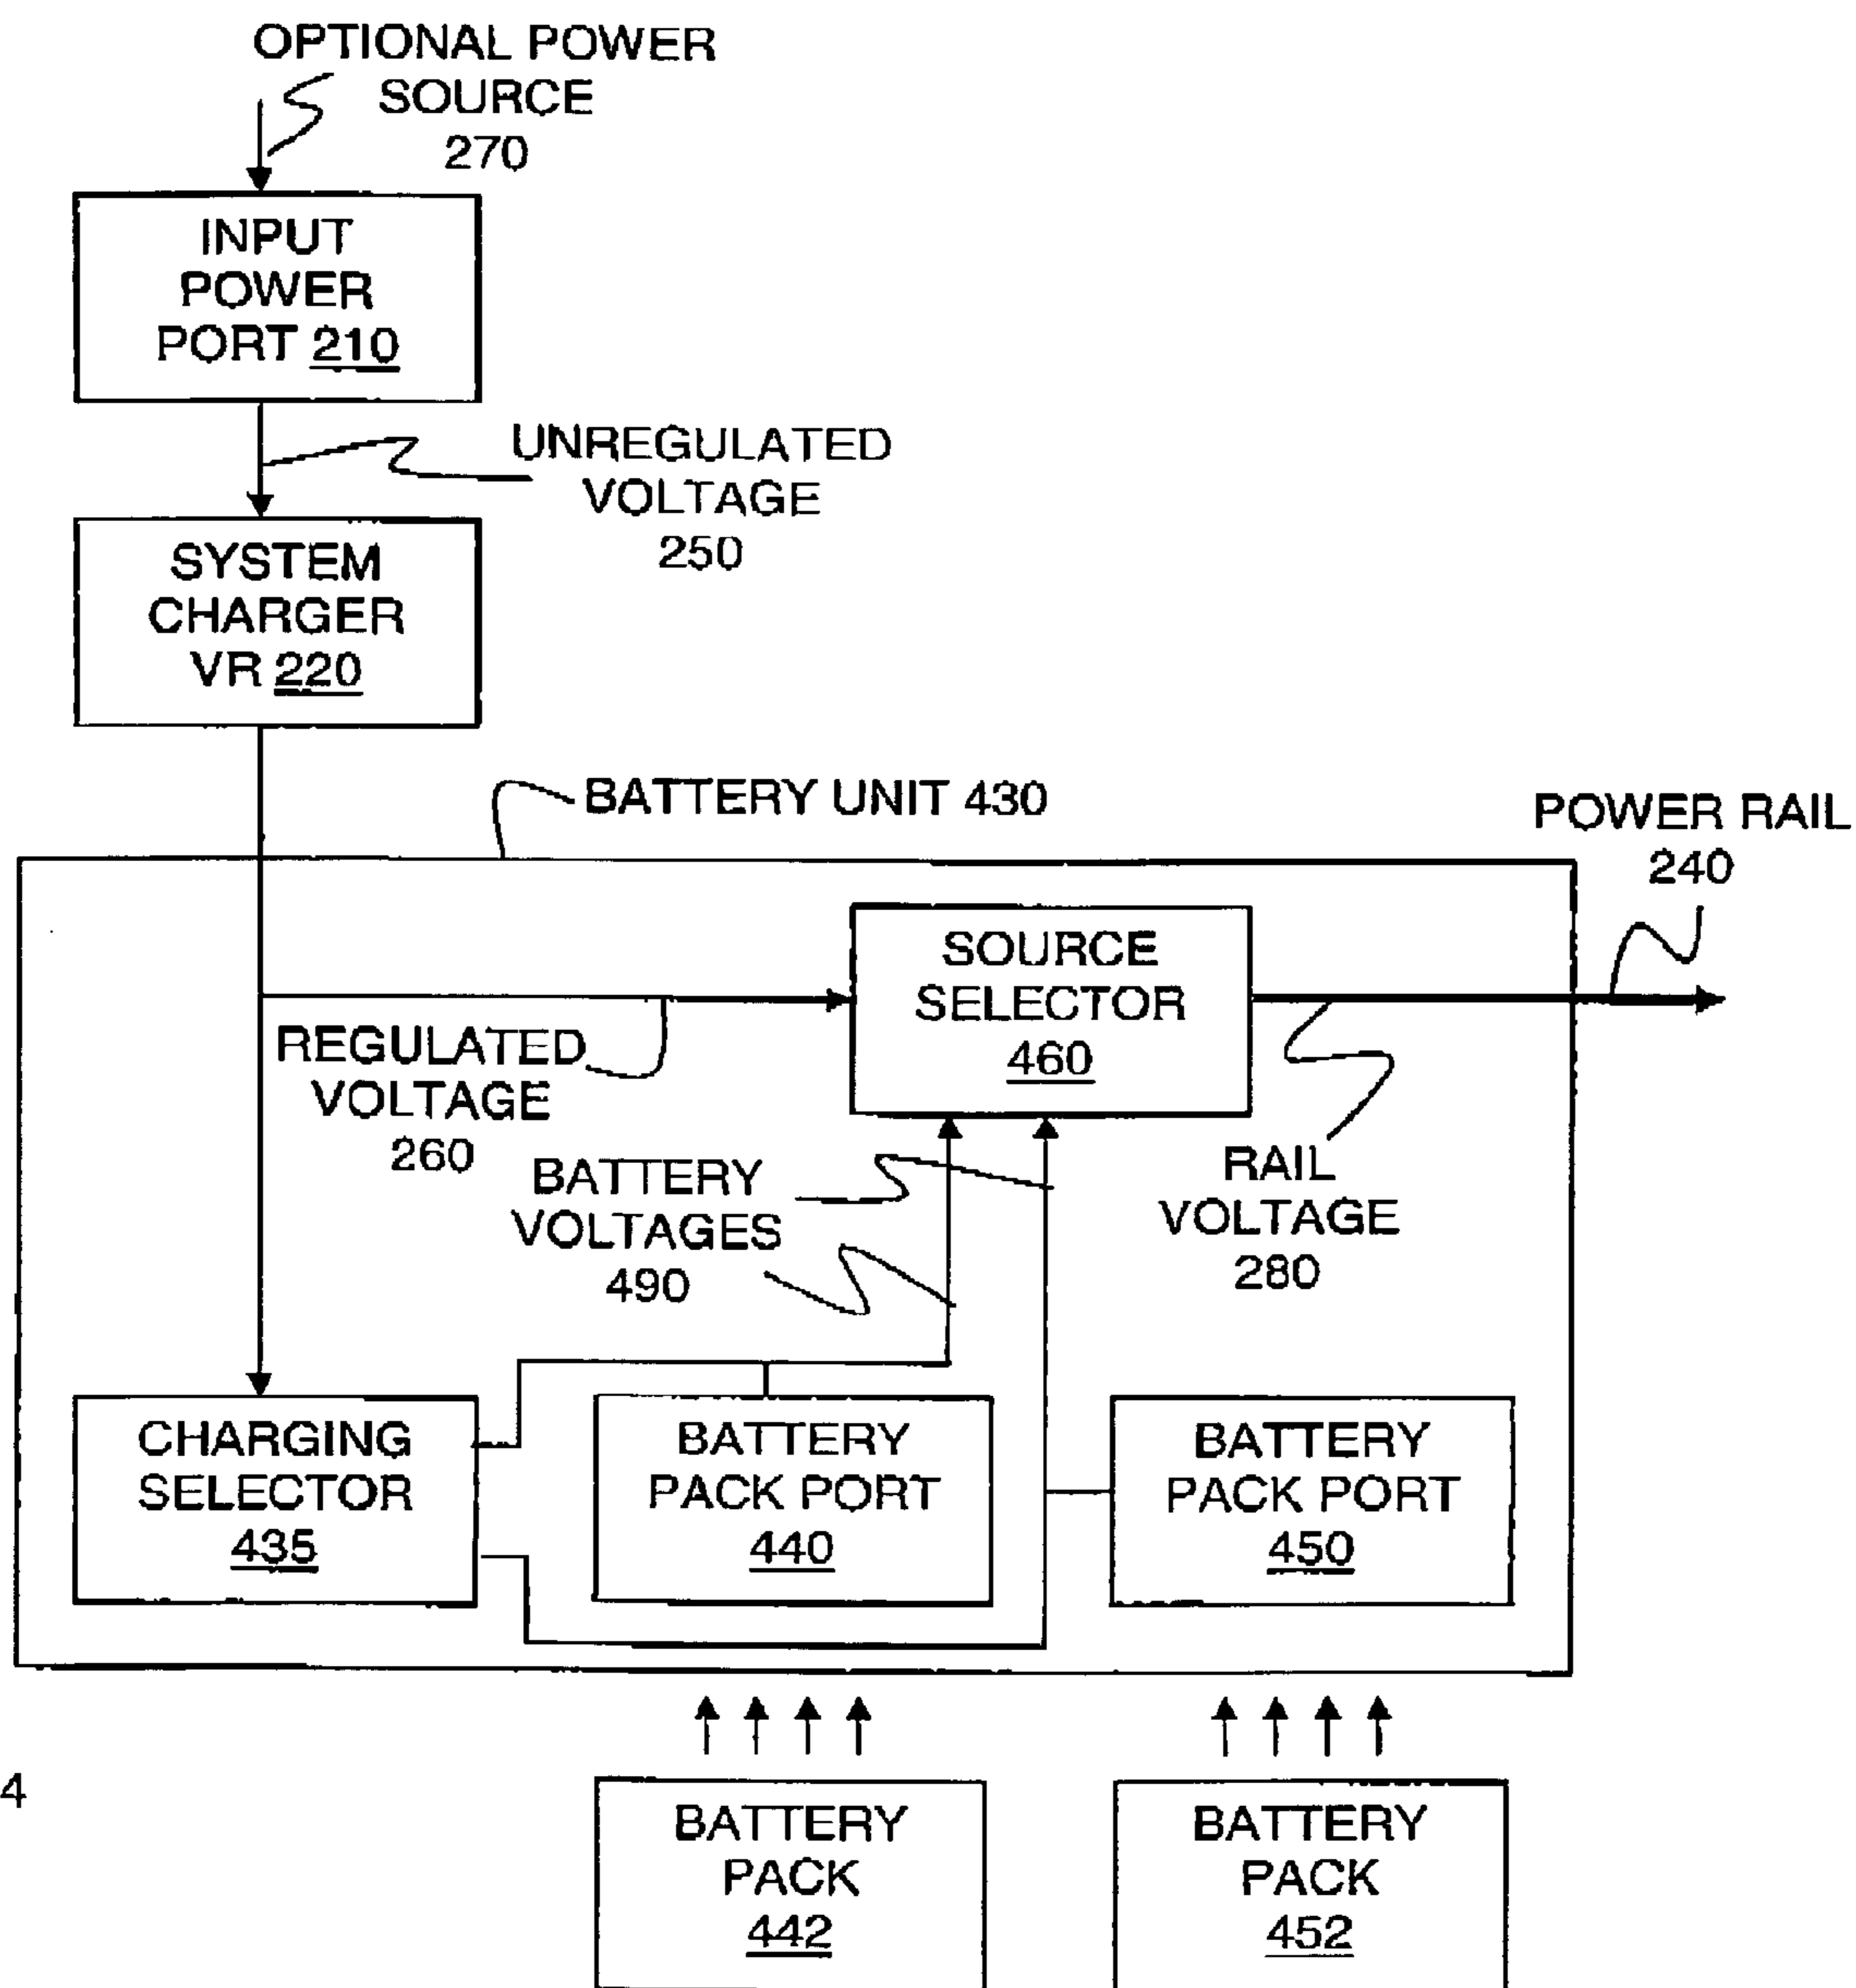 OPTIONAL POWER
SOURCE
270
INPUT
POWER
PORT 210
UNREGULATED
VOLTAGE
250
SYSTEM
CHARGER
VR 220
BATTERY UNIT 430
POWER RAIL
240
SOURCE
SELECTOR
460
REGULATED
VOLTAGE
260
BATTERY
VOLTAGES
490
RAIL
VOLTAGE
280
CHARGING
SELECTOR
435
BATTERY
PACK PORT
440
BATTERY
PACK PORT
450
4
BATTERY
PACK
442
BATTERY
PACK
452